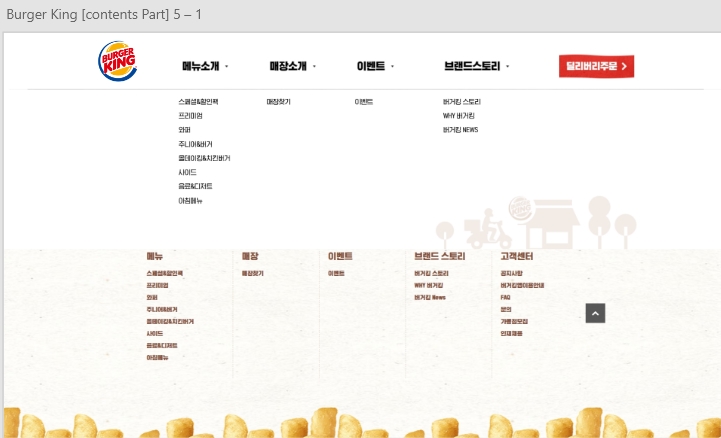 Burger King [contents Part] 5 – 1
BURGER KING
메뉴소개 매장소개 이벤트 브랜드스토리 딜리버리주문
스페셜&할인팩 매장찾기 이벤트 버거킹 스토리
프리미엄 WHY 버거킹
와퍼 버거킹 NEWS
주니어&버거
올데이킹&치킨버거
사이드
음료&디저트
아침메뉴
메뉴 매장 이벤트 브랜드 스토리 고객센터
스페셜&할인팩 매장찾기 이벤트 버거킹 스토리 공지사항
프리미엄 WHY 버거킹 버거킹앱이용안내
와퍼 버거킹 News FAQ
주니어&버거 문의
올데이킹&치킨버거 가맹점모집
사이드 인재채용
음료&디저트
아침메뉴